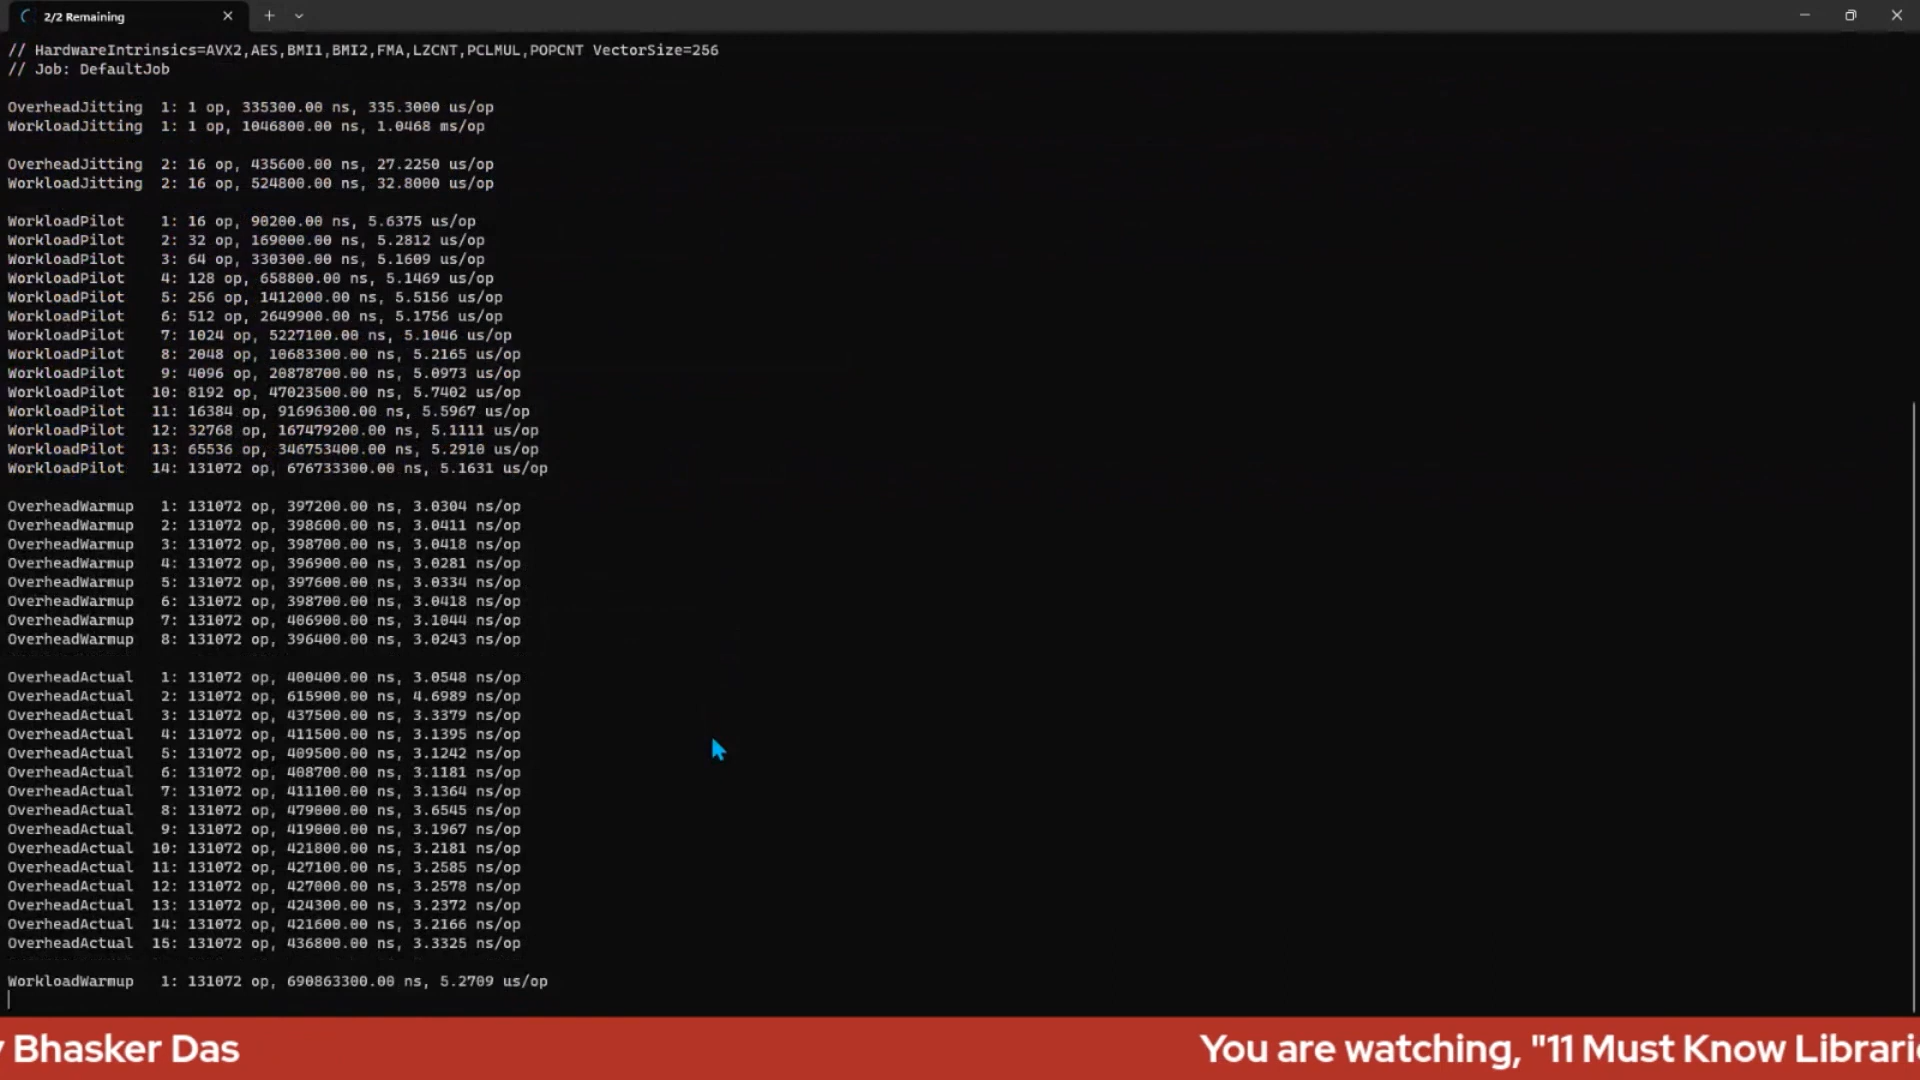 2/2 Remaining
// HardwareIntrinsics=AVX2,AES,BMI1,BMI2,FMA,LZCNT,PCLMUL,POPCNT VectorSize=256
// Job: DefaultJob
OverheadJitting  1: 1 op, 335300.00 ns, 335.3000 us/op
WorkloadJitting  1: 1 op, 1046800.00 ns, 1.0468 ms/op
OverheadJitting  2: 16 op, 435600.00 ns, 27.2250 us/op
WorkloadJitting  2: 16 op, 524800.00 ns, 32.8000 us/op
WorkloadPilot    1: 16 op, 90200.00 ns, 5.6375 us/op
WorkloadPilot    2: 32 op, 169000.00 ns, 5.2812 us/op
WorkloadPilot    3: 64 op, 330300.00 ns, 5.1609 us/op
WorkloadPilot    4: 128 op, 658800.00 ns, 5.1469 us/op
WorkloadPilot    5: 256 op, 1412000.00 ns, 5.5156 us/op
WorkloadPilot    6: 512 op, 2649900.00 ns, 5.1756 us/op
WorkloadPilot    7: 1024 op, 5227100.00 ns, 5.1046 us/op
WorkloadPilot    8: 2048 op, 10683300.00 ns, 5.2165 us/op
WorkloadPilot    9: 4096 op, 20878700.00 ns, 5.0973 us/op
WorkloadPilot   10: 8192 op, 47023500.00 ns, 5.7402 us/op
WorkloadPilot   11: 16384 op, 91696300.00 ns, 5.5967 us/op
WorkloadPilot   12: 32768 op, 167479200.00 ns, 5.1111 us/op
WorkloadPilot   13: 65536 op, 346753400.00 ns, 5.2910 us/op
WorkloadPilot   14: 131072 op, 676733300.00 ns, 5.1631 us/op
OverheadWarmup   1: 131072 op, 397200.00 ns, 3.0304 ns/op
OverheadWarmup   2: 131072 op, 398600.00 ns, 3.0411 ns/op
OverheadWarmup   3: 131072 op, 398700.00 ns, 3.0418 ns/op
OverheadWarmup   4: 131072 op, 396900.00 ns, 3.0281 ns/op
OverheadWarmup   5: 131072 op, 397600.00 ns, 3.0334 ns/op
OverheadWarmup   6: 131072 op, 398700.00 ns, 3.0418 ns/op
OverheadWarmup   7: 131072 op, 406900.00 ns, 3.1044 ns/op
OverheadWarmup   8: 131072 op, 396400.00 ns, 3.0243 ns/op
OverheadActual   1: 131072 op, 400400.00 ns, 3.0548 ns/op
OverheadActual   2: 131072 op, 615900.00 ns, 4.6989 ns/op
OverheadActual   3: 131072 op, 437500.00 ns, 3.3379 ns/op
OverheadActual   4: 131072 op, 411500.00 ns, 3.1395 ns/op
OverheadActual   5: 131072 op, 409500.00 ns, 3.1242 ns/op
OverheadActual   6: 131072 op, 408700.00 ns, 3.1181 ns/op
OverheadActual   7: 131072 op, 411100.00 ns, 3.1364 ns/op
OverheadActual   8: 131072 op, 479000.00 ns, 3.6545 ns/op
OverheadActual   9: 131072 op, 419000.00 ns, 3.1967 ns/op
OverheadActual  10: 131072 op, 421800.00 ns, 3.2181 ns/op
OverheadActual  11: 131072 op, 427100.00 ns, 3.2585 ns/op
OverheadActual  12: 131072 op, 427000.00 ns, 3.2578 ns/op
OverheadActual  13: 131072 op, 424300.00 ns, 3.2372 ns/op
OverheadActual  14: 131072 op, 421600.00 ns, 3.2166 ns/op
OverheadActual  15: 131072 op, 436800.00 ns, 3.3325 ns/op
WorkloadWarmup   1: 131072 op, 690863300.00 ns, 5.2709 us/op
y Bhasker Das You are watching, "11 Must Know Librari